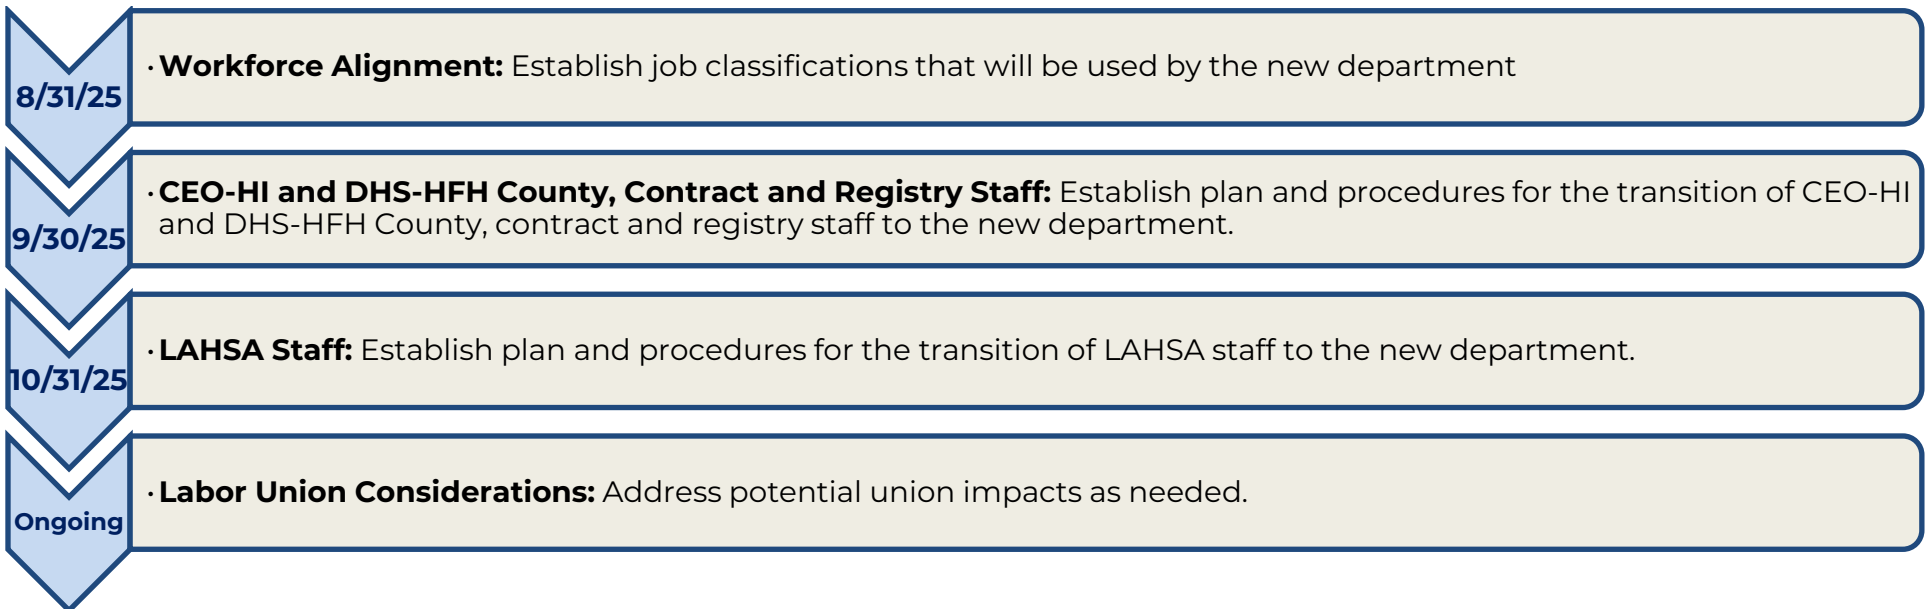 8/31/25
· Workforce Alignment: Establish job classifications that will be used by the new department
9/30/25
· CEO-HI and DHS-HFH County, Contract and Registry Staff: Establish plan and procedures for the transition of CEO-HI
and DHS-HFH County, contract and registry staff to the new department.
10/31/25
· LAHSA Staff: Establish plan and procedures for the transition of LAHSA staff to the new department.
Ongoing
· Labor Union Considerations: Address potential union impacts as needed.